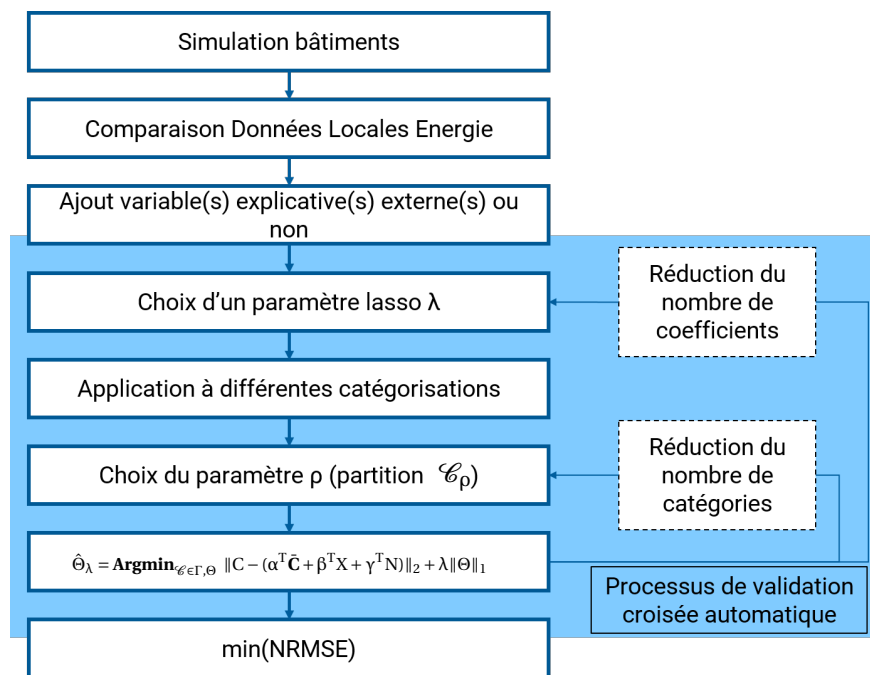 Simulation bâtiments
Comparaison Données Locales Energie
Ajout variable(s) explicative(s) externe(s) ou
non
Choix d'un paramètre lasso λ
Réduction du
nombre de
coefficients
Application à différentes catégorisations
Choix du paramètre ρ (partition 𝒞ρ)
Réduction du
nombre de
catégories
Θ̂λ = Argmin𝒞∈Γ,Θ ‖C − (αᵀC̄ + βᵀX + γᵀN)‖₂ + λ‖Θ‖₁
Processus de validation
croisée automatique
min(NRMSE)